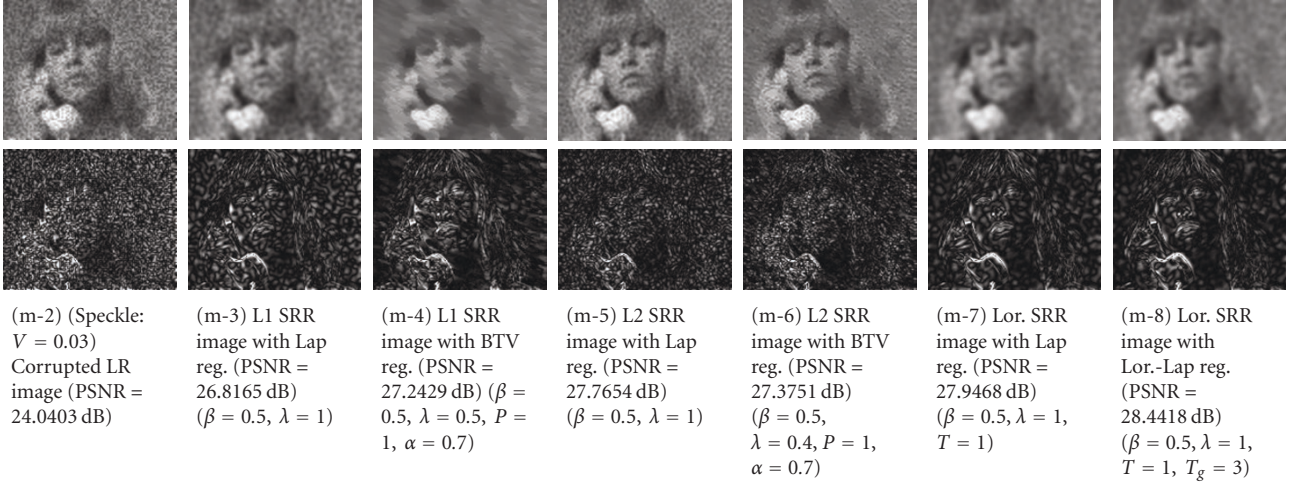 (m-2) (Speckle:
V = 0.03)
Corrupted LR
image (PSNR =
24.0403 dB)
(m-3) L1 SRR
image with Lap
reg. (PSNR =
26.8165 dB)
(β = 0.5, λ = 1)
(m-4) L1 SRR
image with BTV
reg. (PSNR =
27.2429 dB) (β =
0.5, λ = 0.5, P =
1, α = 0.7)
(m-5) L2 SRR
image with Lap
reg. (PSNR =
27.7654 dB)
(β = 0.5, λ = 1)
(m-6) L2 SRR
image with BTV
reg. (PSNR =
27.3751 dB)
(β = 0.5,
λ = 0.4, P = 1,
α = 0.7)
(m-7) Lor. SRR
image with Lap
reg. (PSNR =
27.9468 dB)
(β = 0.5, λ = 1,
T = 1)
(m-8) Lor. SRR
image with
Lor.-Lap reg.
(PSNR =
28.4418 dB)
(β = 0.5, λ = 1,
T = 1, T_g = 3)